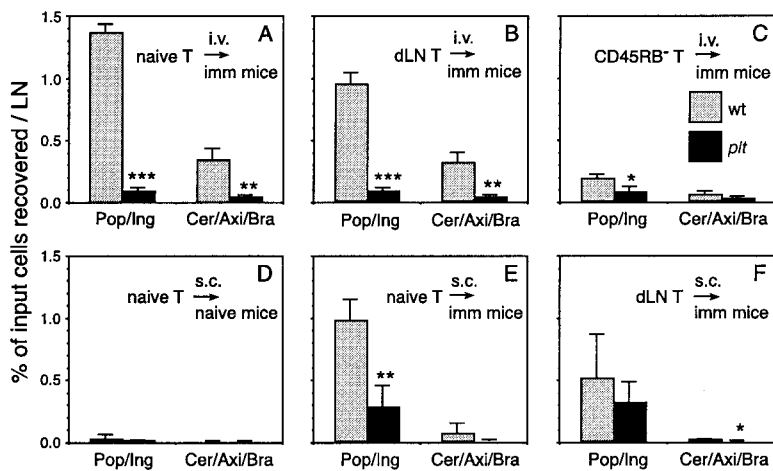 % of input cells recovered / LN
1.5
1.0
0.5
0.0
A
naive T i.v. → imm mice
*** **
Pop/Ing Cer/Axi/Bra
B
dLN T i.v. → imm mice
*** **
Pop/Ing Cer/Axi/Bra
C
CD45RB⁻ T i.v. → imm mice
wt
plt
*
Pop/Ing Cer/Axi/Bra
1.5
1.0
0.5
0.0
D
naive T s.c. → naive mice
Pop/Ing Cer/Axi/Bra
E
naive T s.c. → imm mice
**
Pop/Ing Cer/Axi/Bra
F
dLN T s.c. → imm mice
*
Pop/Ing Cer/Axi/Bra